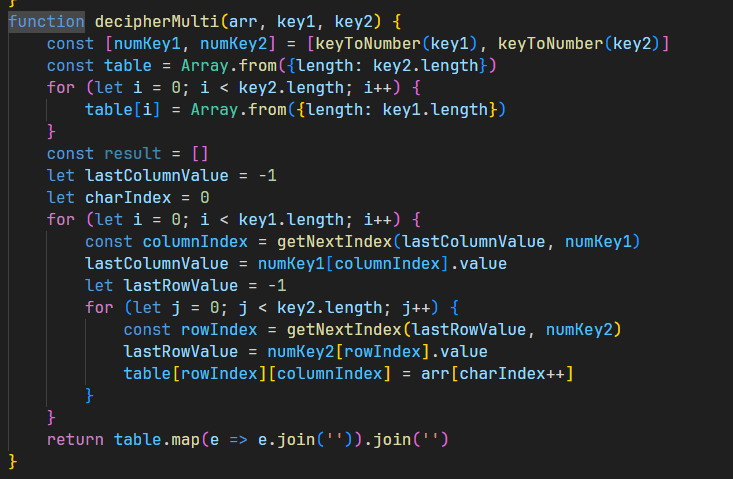 }
function decipherMulti(arr, key1, key2) {
    const [numKey1, numKey2] = [keyToNumber(key1), keyToNumber(key2)]
    const table = Array.from({length: key2.length})
    for (let i = 0; i < key2.length; i++) {
        table[i] = Array.from({length: key1.length})
    }
    const result = []
    let lastColumnValue = -1
    let charIndex = 0
    for (let i = 0; i < key1.length; i++) {
        const columnIndex = getNextIndex(lastColumnValue, numKey1)
        lastColumnValue = numKey1[columnIndex].value
        let lastRowValue = -1
        for (let j = 0; j < key2.length; j++) {
            const rowIndex = getNextIndex(lastRowValue, numKey2)
            lastRowValue = numKey2[rowIndex].value
            table[rowIndex][columnIndex] = arr[charIndex++]
        }
    }
    return table.map(e => e.join('')).join('')
}